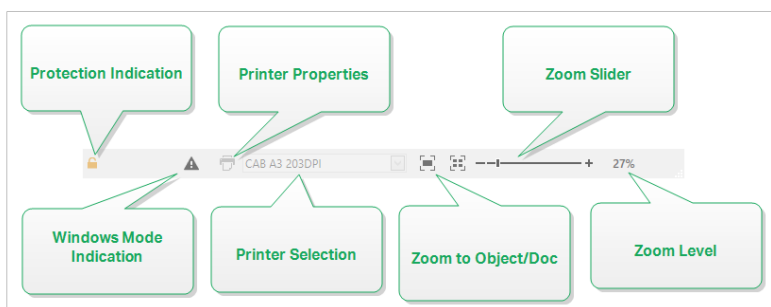 Protection Indication
Printer Properties
Zoom Slider
CAB A3 203DPI
27%
Windows Mode
Indication
Printer Selection
Zoom to Object/Doc
Zoom Level